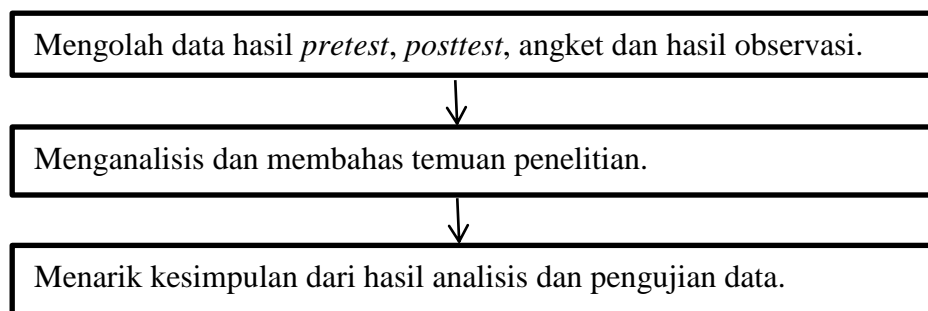 Mengolah data hasil pretest, posttest, angket dan hasil observasi.
Menganalisis dan membahas temuan penelitian.
Menarik kesimpulan dari hasil analisis dan pengujian data.